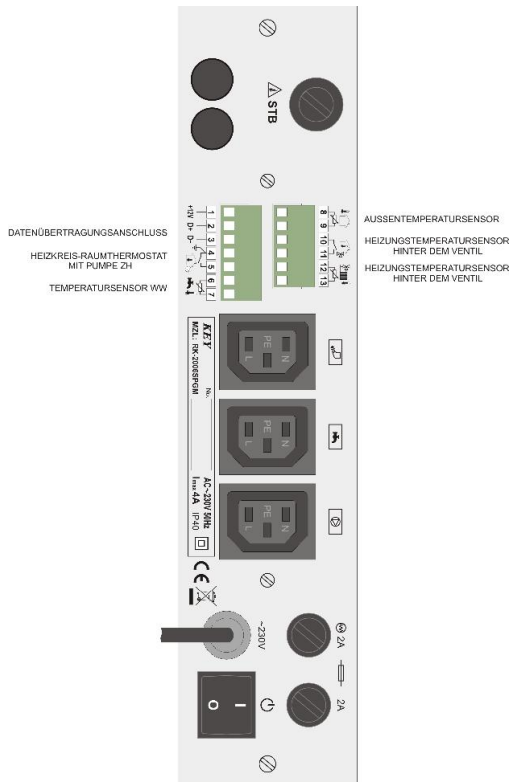 STB
+12V
D+
D-
1
2
3
4
5
6
7
8
9
10
11
12
13
DATENÜBERTRAGUNGSANSCHLUSS
HEIZKREIS-RAUMTHERMOSTAT
MIT PUMPE ZH
TEMPERATURSENSOR WW
AUSSENTEMPERATURSENSOR
HEIZUNGSTEMPERATURSENSOR
HINTER DEM VENTIL
HEIZUNGSTEMPERATURSENSOR
HINTER DEM VENTIL
L PE N
L PE N
L PE N
KEY No.
MZL: RK-2006SPGM
AC~230V 50Hz
Imax 4A IP40
CE
~230V
2A
2A
O I